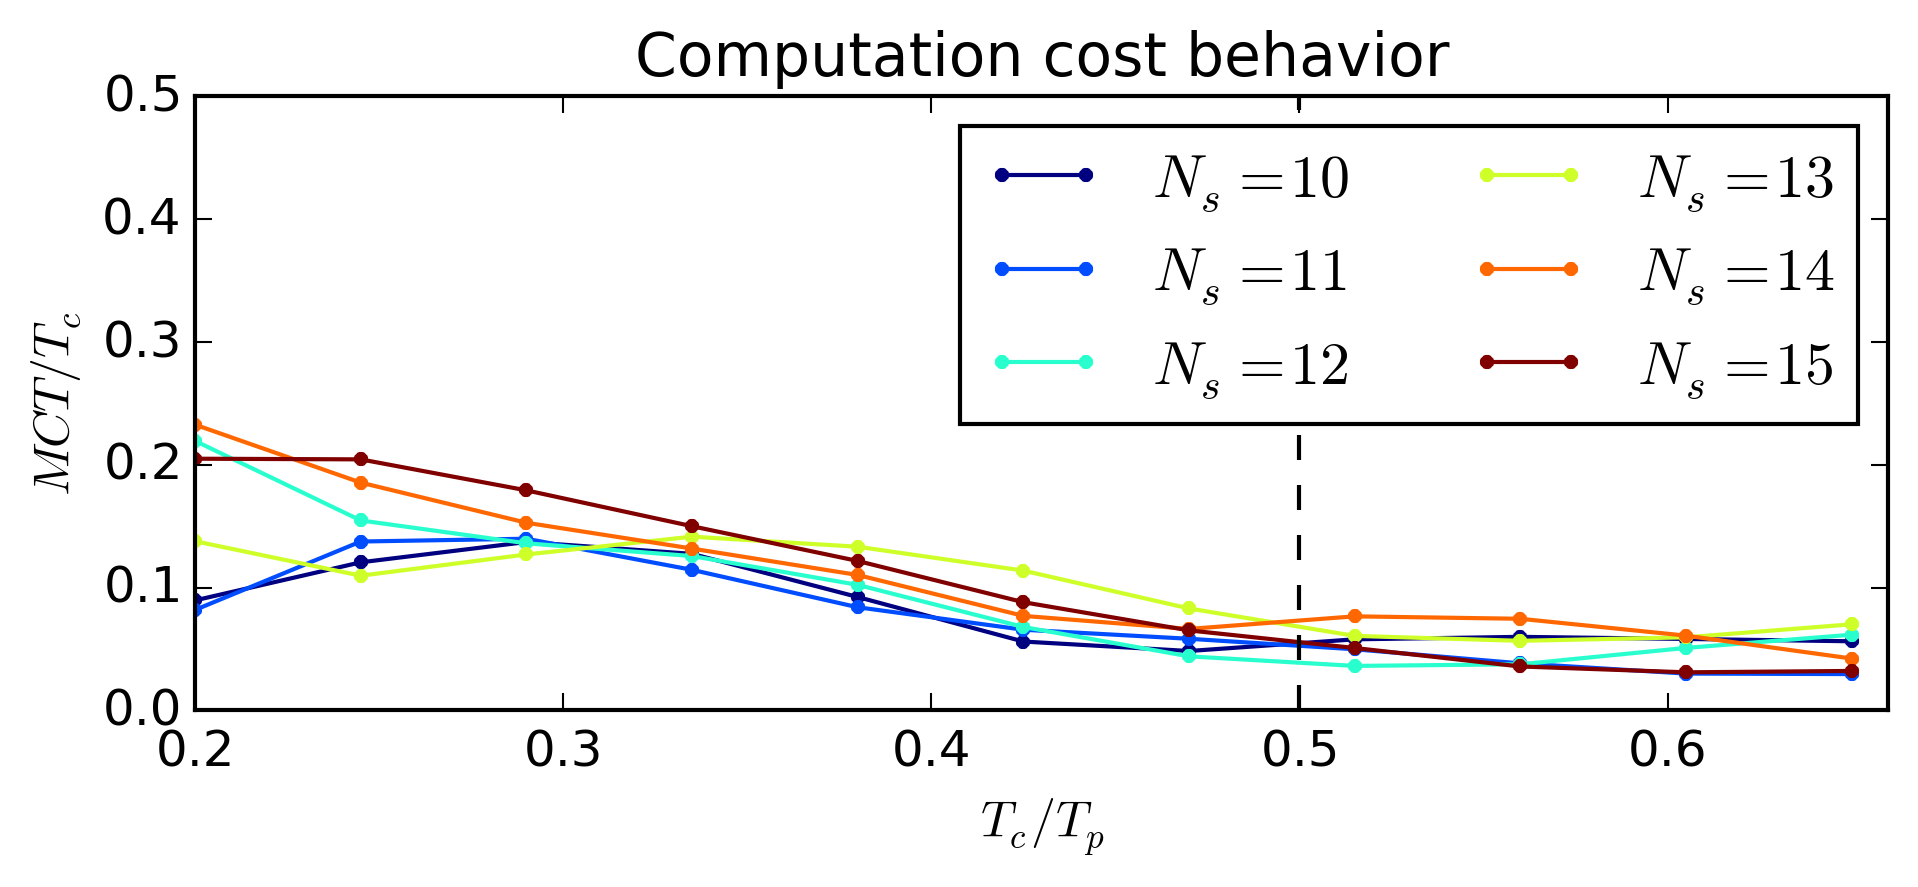 Computation cost behavior
0.5
0.4
0.3
0.2
0.1
0.0
MCT/T_c
N_s = 10
N_s = 11
N_s = 12
N_s = 13
N_s = 14
N_s = 15
0.2 0.3 0.4 0.5 0.6
T_c/T_p